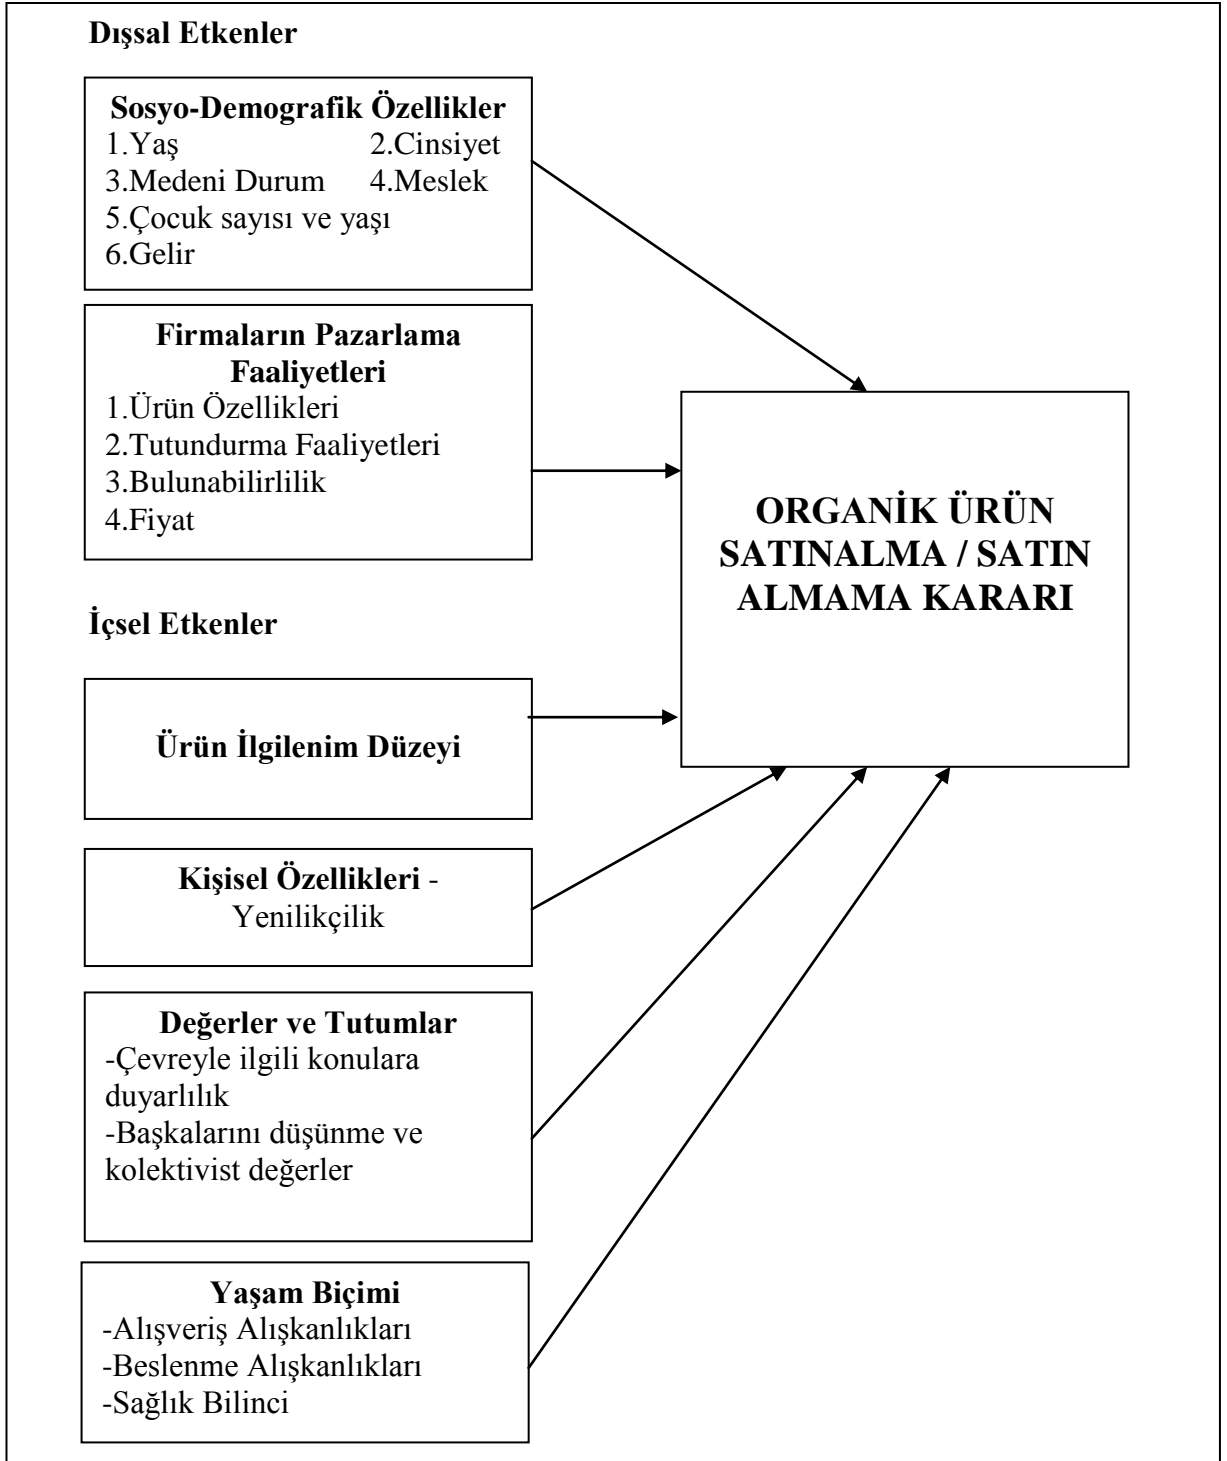 Dışsal Etkenler
Sosyo-Demografik Özellikler
1.Yaş 2.Cinsiyet
3.Medeni Durum 4.Meslek
5.Çocuk sayısı ve yaşı
6.Gelir
Firmaların Pazarlama
Faaliyetleri
1.Ürün Özellikleri
2.Tutundurma Faaliyetleri
3.Bulunabilirlilik
4.Fiyat
ORGANİK ÜRÜN
SATINALMA / SATIN
ALMAMA KARARI
İçsel Etkenler
Ürün İlgilenim Düzeyi
Kişisel Özellikleri -
Yenilikçilik
Değerler ve Tutumlar
-Çevreyle ilgili konulara
duyarlılık
-Başkalarını düşünme ve
kolektivist değerler
Yaşam Biçimi
-Alışveriş Alışkanlıkları
-Beslenme Alışkanlıkları
-Sağlık Bilinci